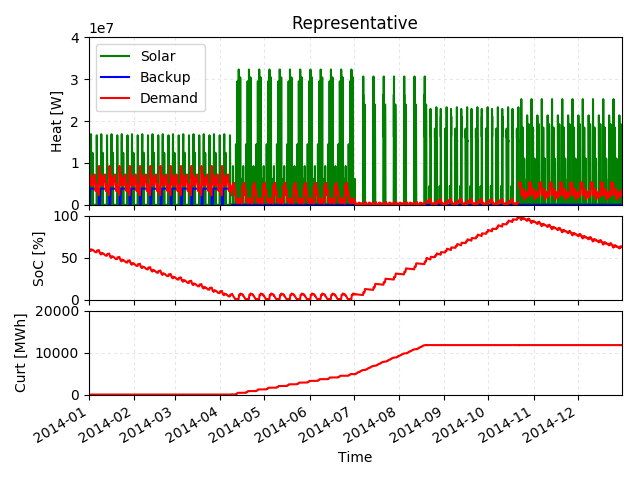 Representative
1e7
4
3
2
1
0
Heat [W]
Solar
Backup
Demand
100
50
0
SoC [%]
20000
10000
0
Curt [MWh]
2014-01
2014-02
2014-03
2014-04
2014-05
2014-06
2014-07
2014-08
2014-09
2014-10
2014-11
2014-12
Time